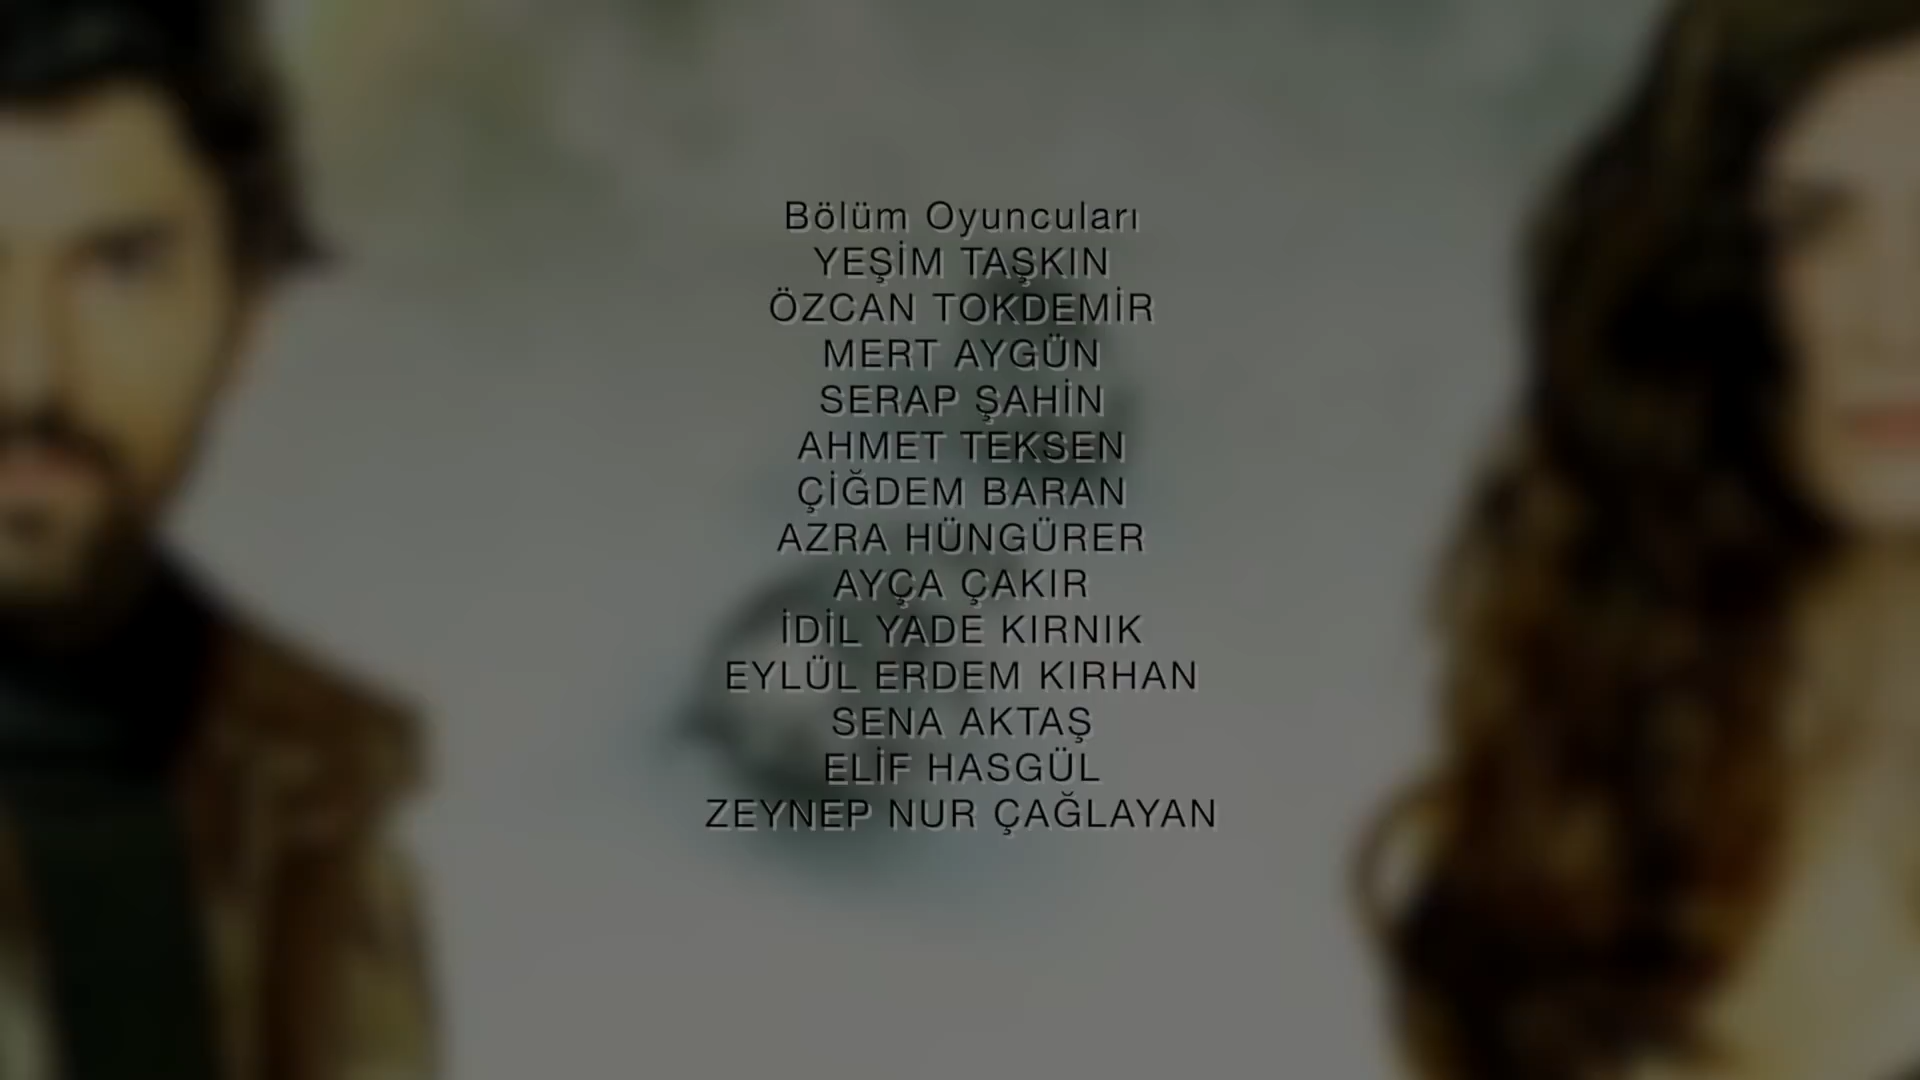 Bölüm Oyuncuları
YEŞİM TAŞKIN
ÖZCAN TOKDEMİR
MERT AYGÜN
SERAP ŞAHİN
AHMET TEKSEN
ÇİĞDEM BARAN
AZRA HÜNGÜRER
AYÇA ÇAKIR
İDİL YADE KIRNIK
EYLÜL ERDEM KIRHAN
SENA AKTAŞ
ELİF HASGÜL
ZEYNEP NUR ÇAĞLAYAN